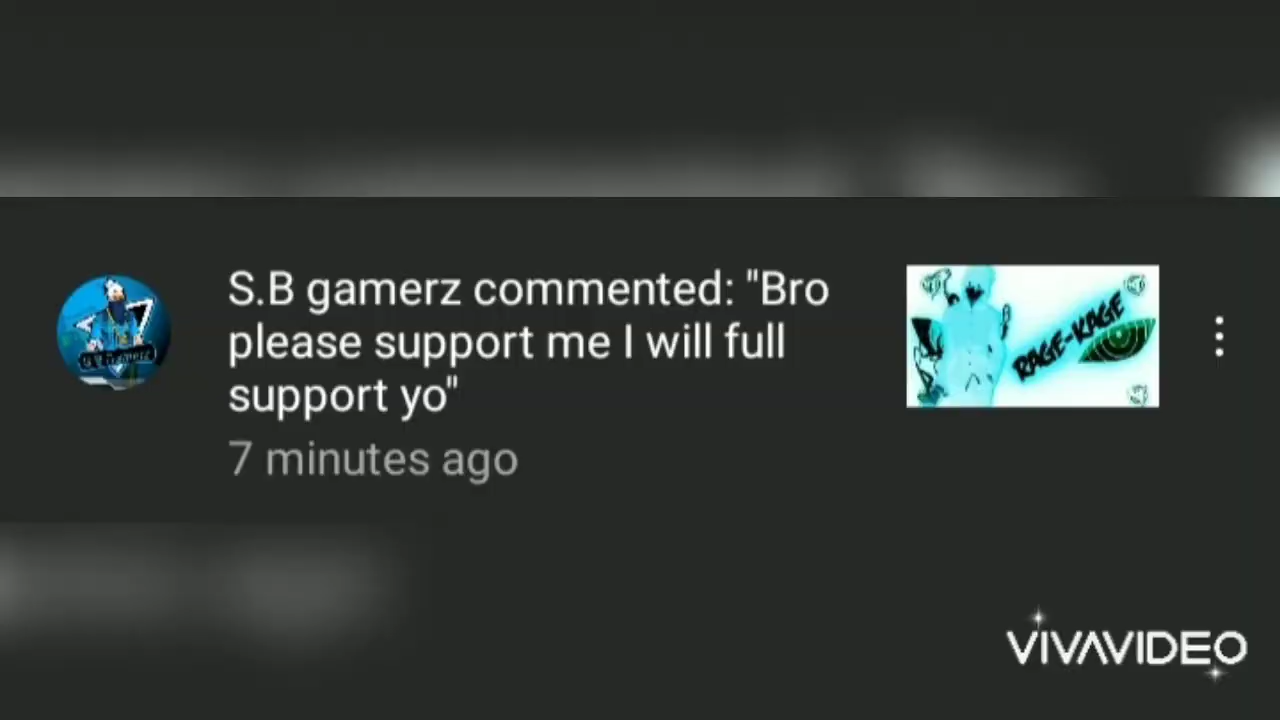 S.B gamerz commented: "Bro
please support me I will full
support yo"
7 minutes ago
RAGE-KAGE
VIVAVIDEO